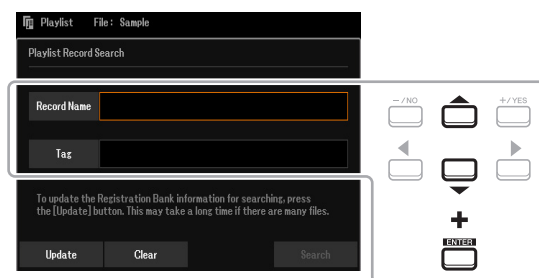 Playlist File: Sample
Playlist Record Search
Record Name
Tag
To update the Registration Bank information for searching, press
the [Update] button. This may take a long time if there are many files.
Update Clear Search
-/NO +/YES
+
ENTER